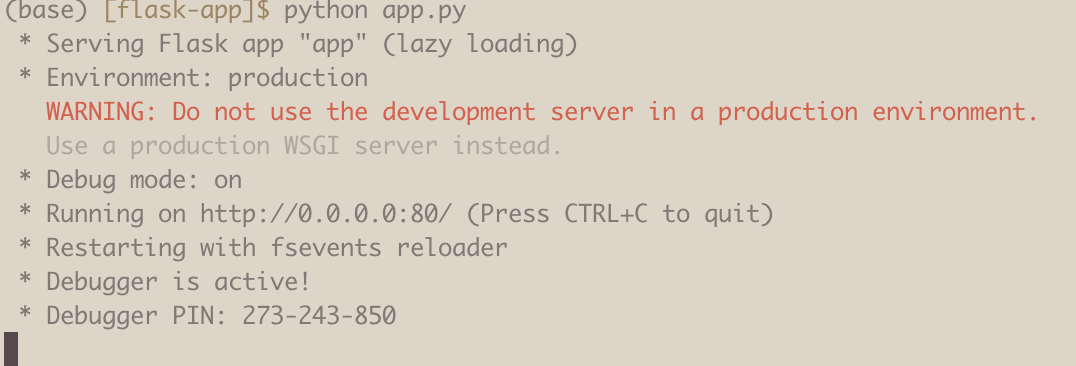 (base) [flask-app]$ python app.py
* Serving Flask app "app" (lazy loading)
* Environment: production
WARNING: Do not use the development server in a production environment.
Use a production WSGI server instead.
* Debug mode: on
* Running on http://0.0.0.0:80/ (Press CTRL+C to quit)
* Restarting with fsevents reloader
* Debugger is active!
* Debugger PIN: 273-243-850